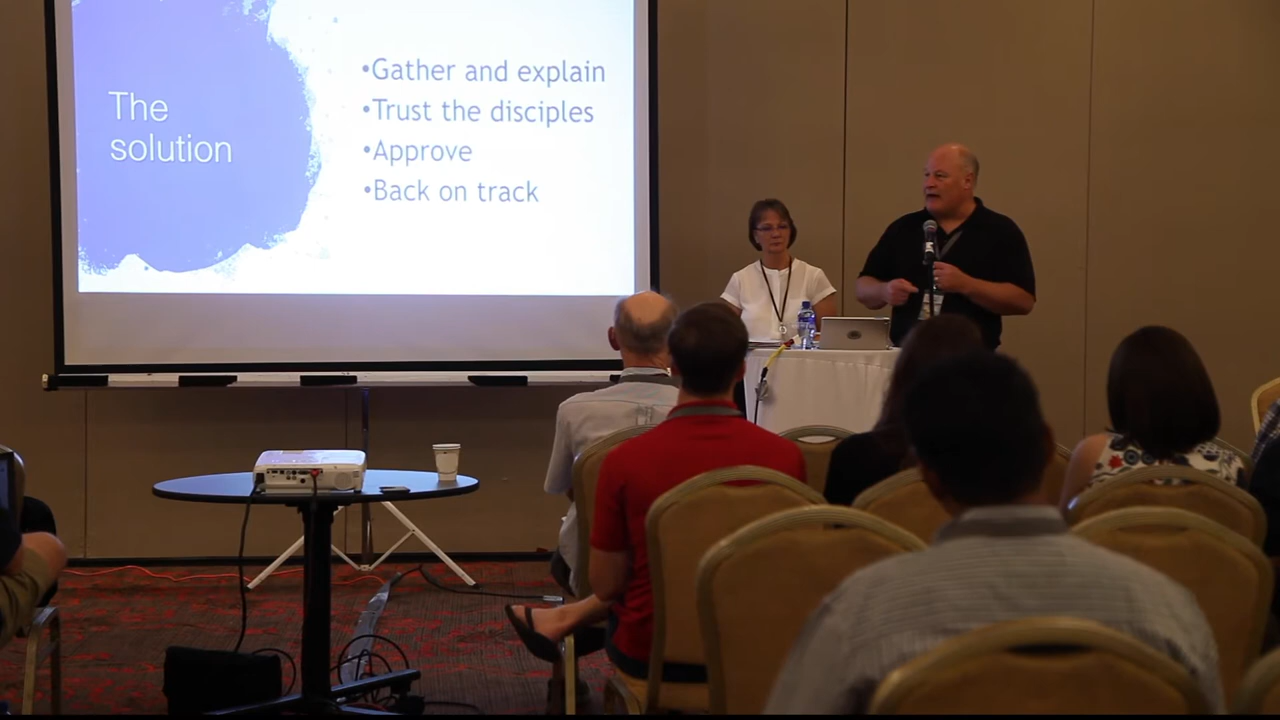 The
solution
•Gather and explain
•Trust the disciples
•Approve
•Back on track